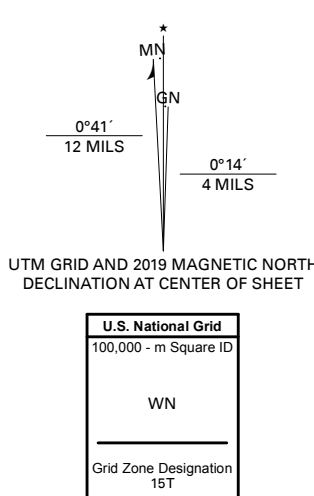 ★
MN
GN
0°41´
12 MILS
0°14´
4 MILS
UTM GRID AND 2019 MAGNETIC NORTH
DECLINATION AT CENTER OF SHEET
U.S. National Grid
100,000 - m Square ID
WN
Grid Zone Designation
15T